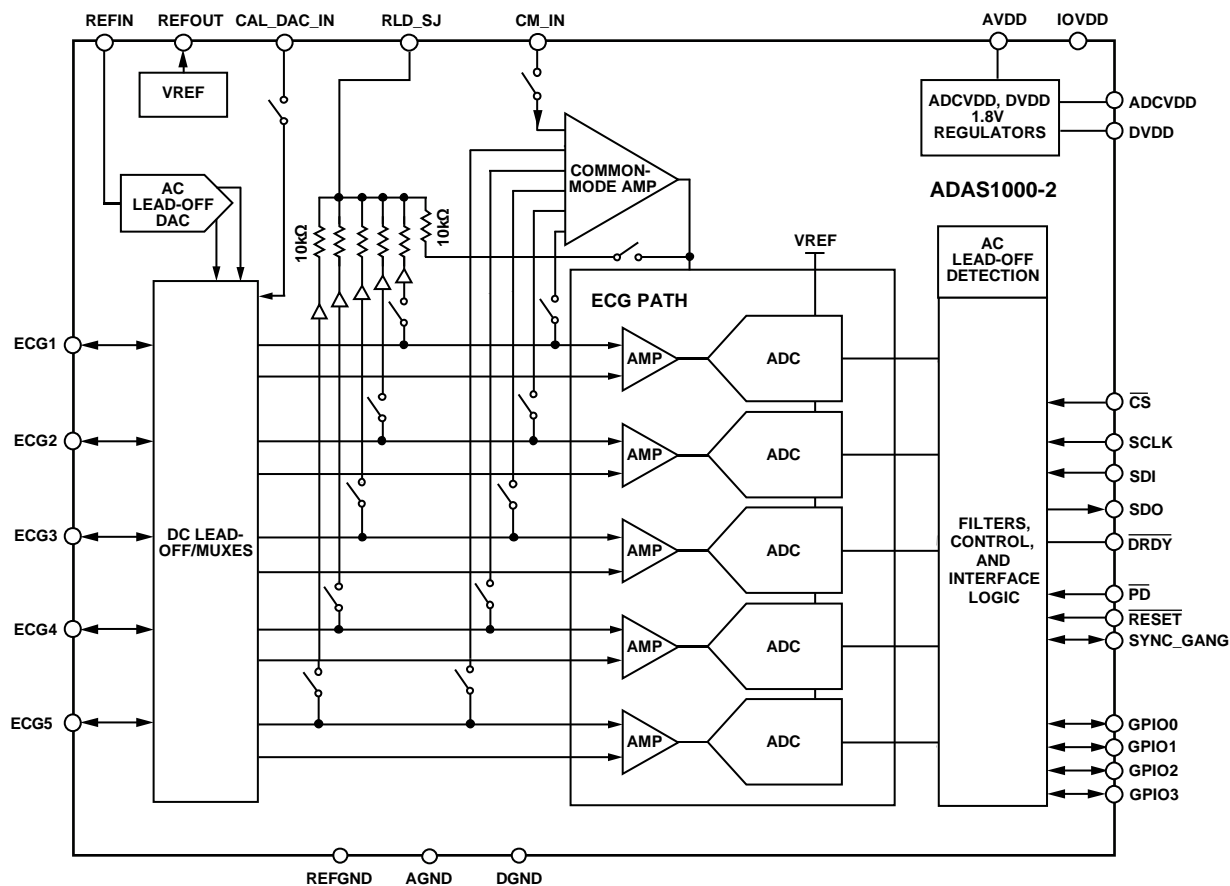 REFIN
REFOUT
CAL_DAC_IN
RLD_SJ
CM_IN
AVDD
IOVDD
VREF
ADCVDD, DVDD
1.8V
REGULATORS
ADCVDD
DVDD
AC
LEAD-OFF
DAC
COMMON-
MODE AMP
ADAS1000-2
10kΩ
10kΩ
VREF
AC
LEAD-OFF
DETECTION
ECG PATH
ECG1
AMP
ADC
CS
ECG2
AMP
ADC
SCLK
SDI
SDO
ECG3
DC LEAD-
OFF/MUXES
AMP
ADC
FILTERS,
CONTROL,
AND
INTERFACE
LOGIC
DRDY
PD
RESET
SYNC_GANG
ECG4
AMP
ADC
ECG5
AMP
ADC
GPIO0
GPIO1
GPIO2
GPIO3
REFGND
AGND
DGND